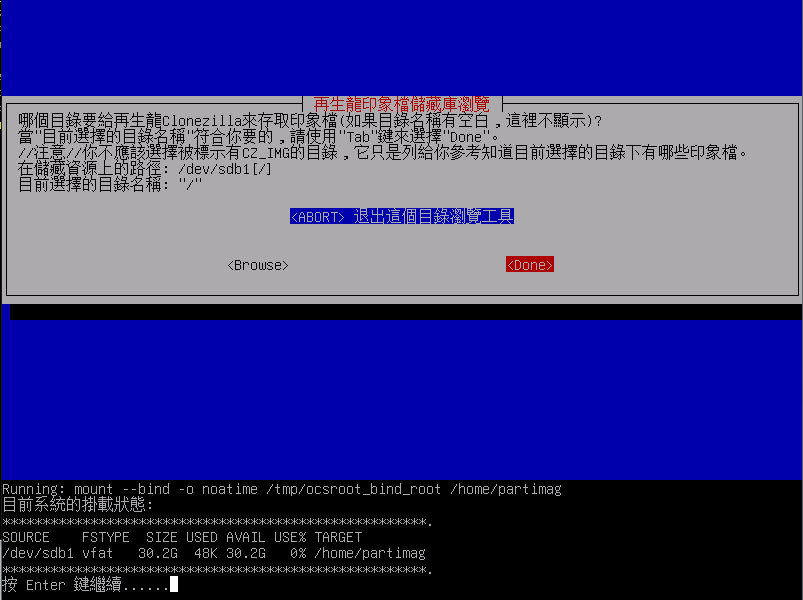 再生龍印象檔儲藏庫瀏覽
哪個目錄要給再生龍Clonezilla來存取印象檔(如果目錄名稱有空白，這裡不顯示)?
當"目前選擇的目錄名稱"符合你要的，請使用"Tab"鍵來選擇"Done"。
//注意//你不應該選擇被標示有CZ_IMG的目錄，它只是列給你參考知道目前選擇的目錄下有哪些印象檔。
在儲藏資源上的路徑: /dev/sdb1[/]
目前選擇的目錄名稱: "/"
<ABORT> 退出這個目錄瀏覽工具
<Browse> <Done>
Running: mount --bind -o noatime /tmp/ocsroot_bind_root /home/partimag
目前系統的掛載狀態:
*****************************************************.
SOURCE FSTYPE SIZE USED AVAIL USE% TARGET
/dev/sdb1 vfat 30.2G 48K 30.2G 0% /home/partimag
*****************************************************.
按 Enter 鍵繼續......